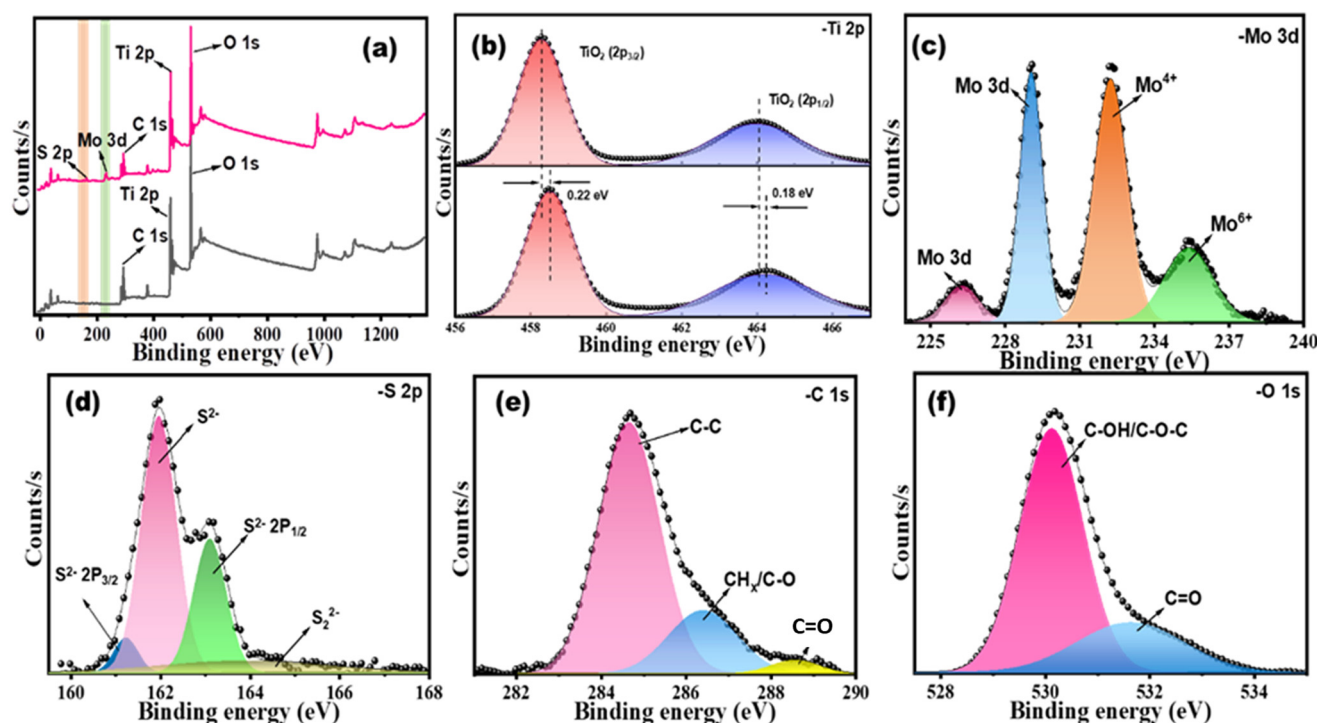 (a)
O 1s
Ti 2p
C 1s
Mo 3d
S 2p
O 1s
Ti 2p
C 1s
Counts/s
0 200 400 600 800 1000 1200
Binding energy (eV)
(b)
-Ti 2p
TiO₂ (2p₃/₂)
TiO₂ (2p₁/₂)
0.22 eV
0.18 eV
Counts/s
456 458 460 462 464 466
Binding energy (eV)
(c)
-Mo 3d
Mo 3d
Mo⁴⁺
Mo⁶⁺
Mo 3d
Counts/s
225 228 231 234 237 240
Binding energy (eV)
(d)
-S 2p
S²⁻
S²⁻ 2P₁/₂
S²⁻ 2P₃/₂
S₂²⁻
Counts/s
160 162 163 165 166 168
Binding energy (eV)
(e)
-C 1s
C-C
CHₓ/C-O
C=O
Counts/s
282 284 286 288 290
Binding energy (eV)
(f)
-O 1s
C-OH/C-O-C
C=O
Counts/s
528 530 532 534
Binding energy (eV)